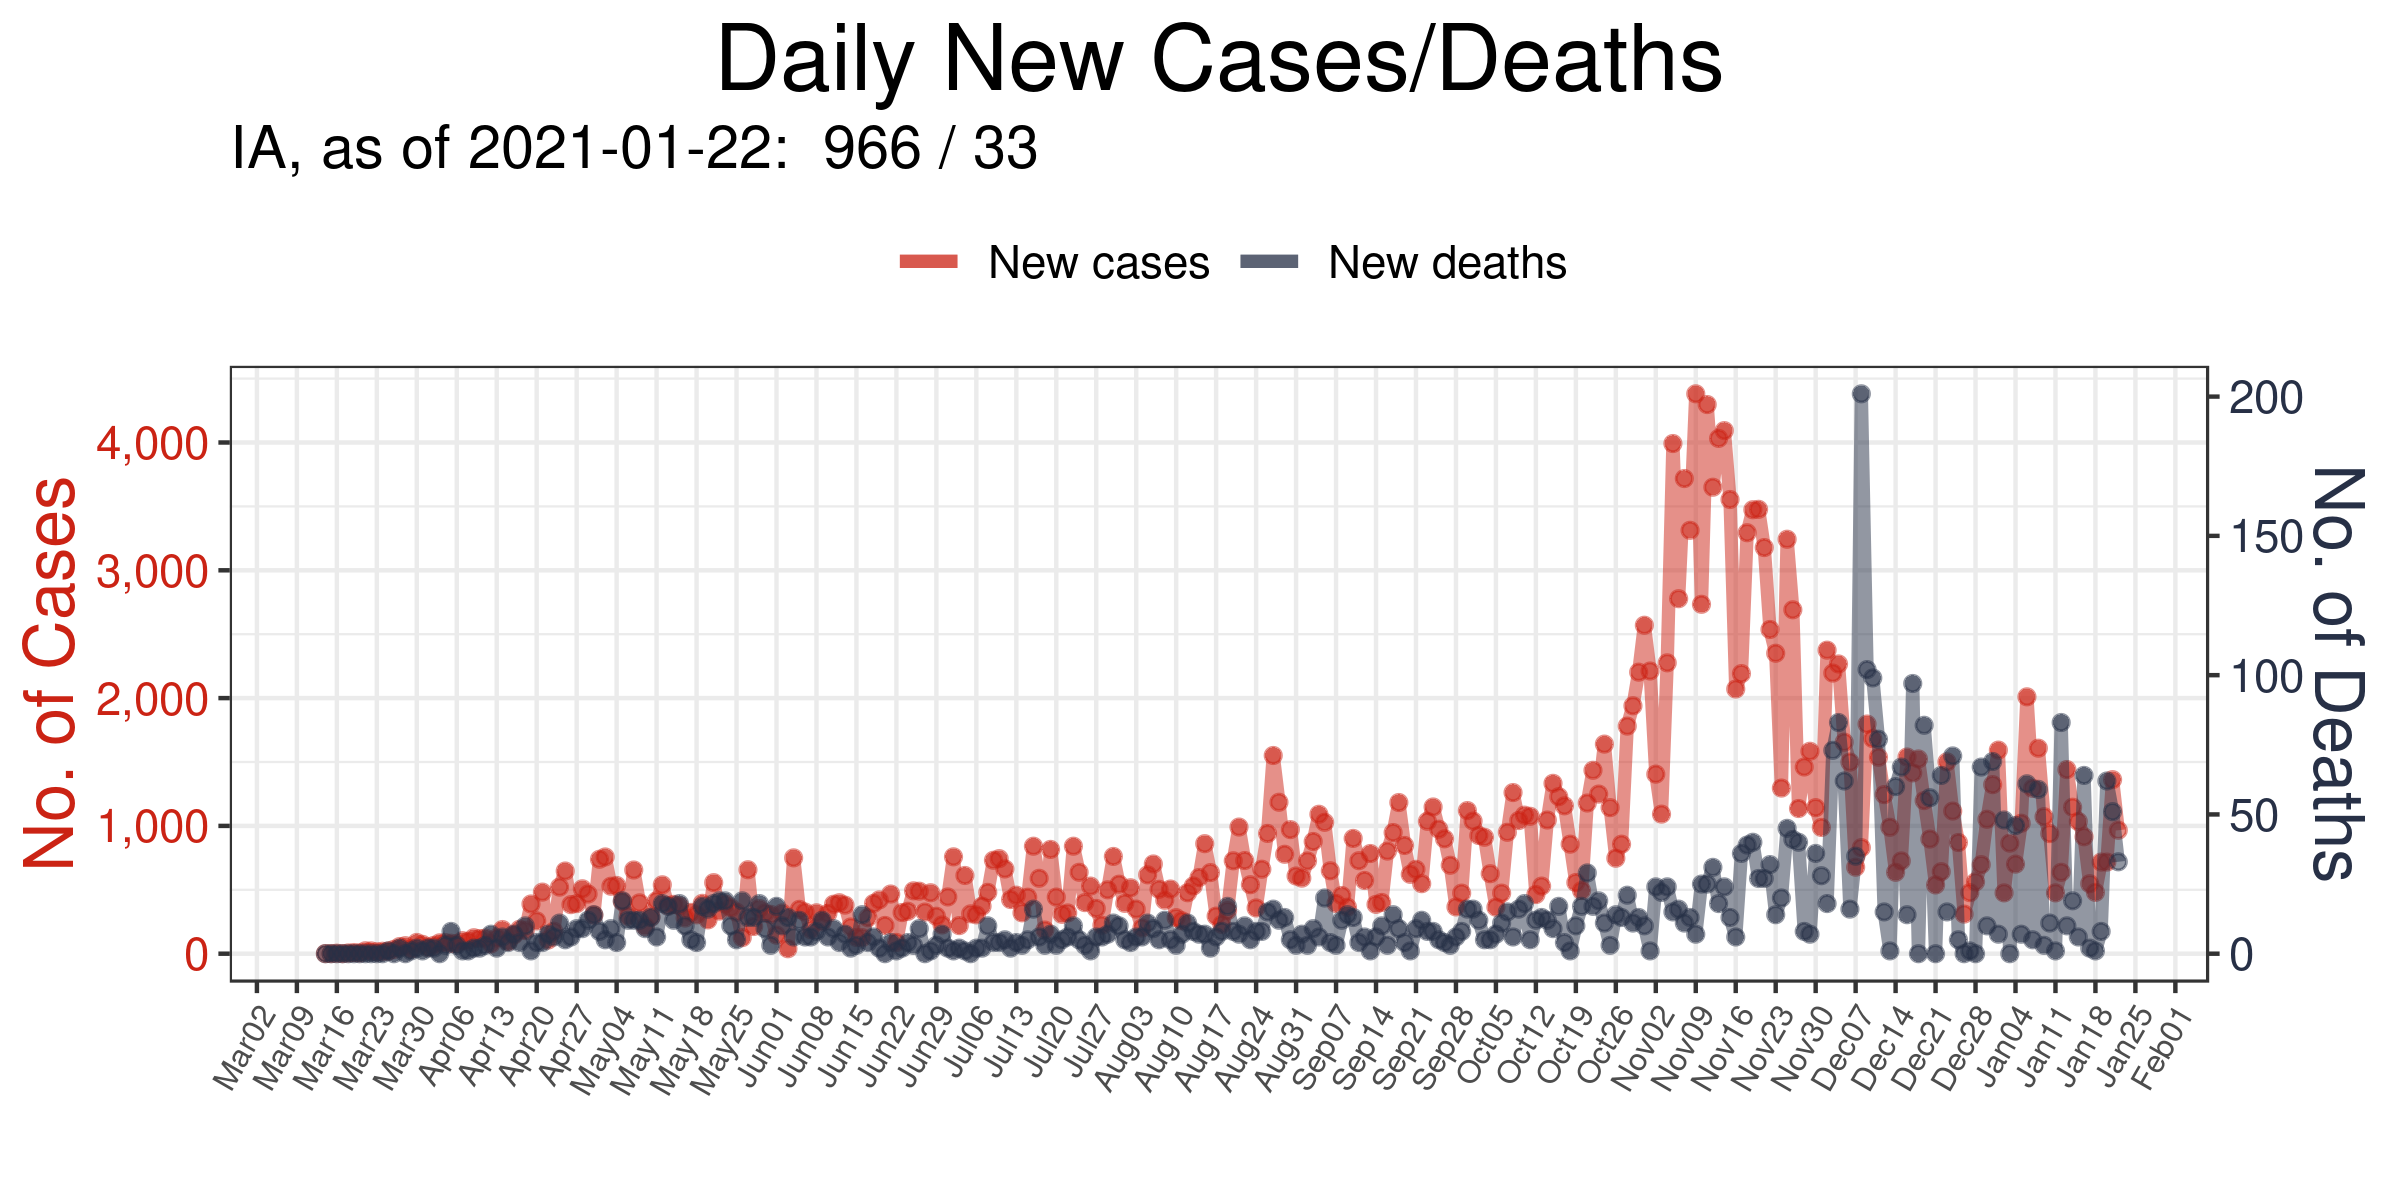 Daily New Cases/Deaths
IA, as of 2021-01-22:  966 / 33
New cases
New deaths
No. of Cases
4,000
3,000
2,000
1,000
0
200
150
100
50
0
No. of Deaths
Mar02
Mar09
Mar16
Mar23
Mar30
Apr06
Apr13
Apr20
Apr27
May04
May11
May18
May25
Jun01
Jun08
Jun15
Jun22
Jun29
Jul06
Jul13
Jul20
Jul27
Aug03
Aug10
Aug17
Aug24
Aug31
Sep07
Sep14
Sep21
Sep28
Oct05
Oct12
Oct19
Oct26
Nov02
Nov09
Nov16
Nov23
Nov30
Dec07
Dec14
Dec21
Dec28
Jan04
Jan11
Jan18
Jan25
Feb01